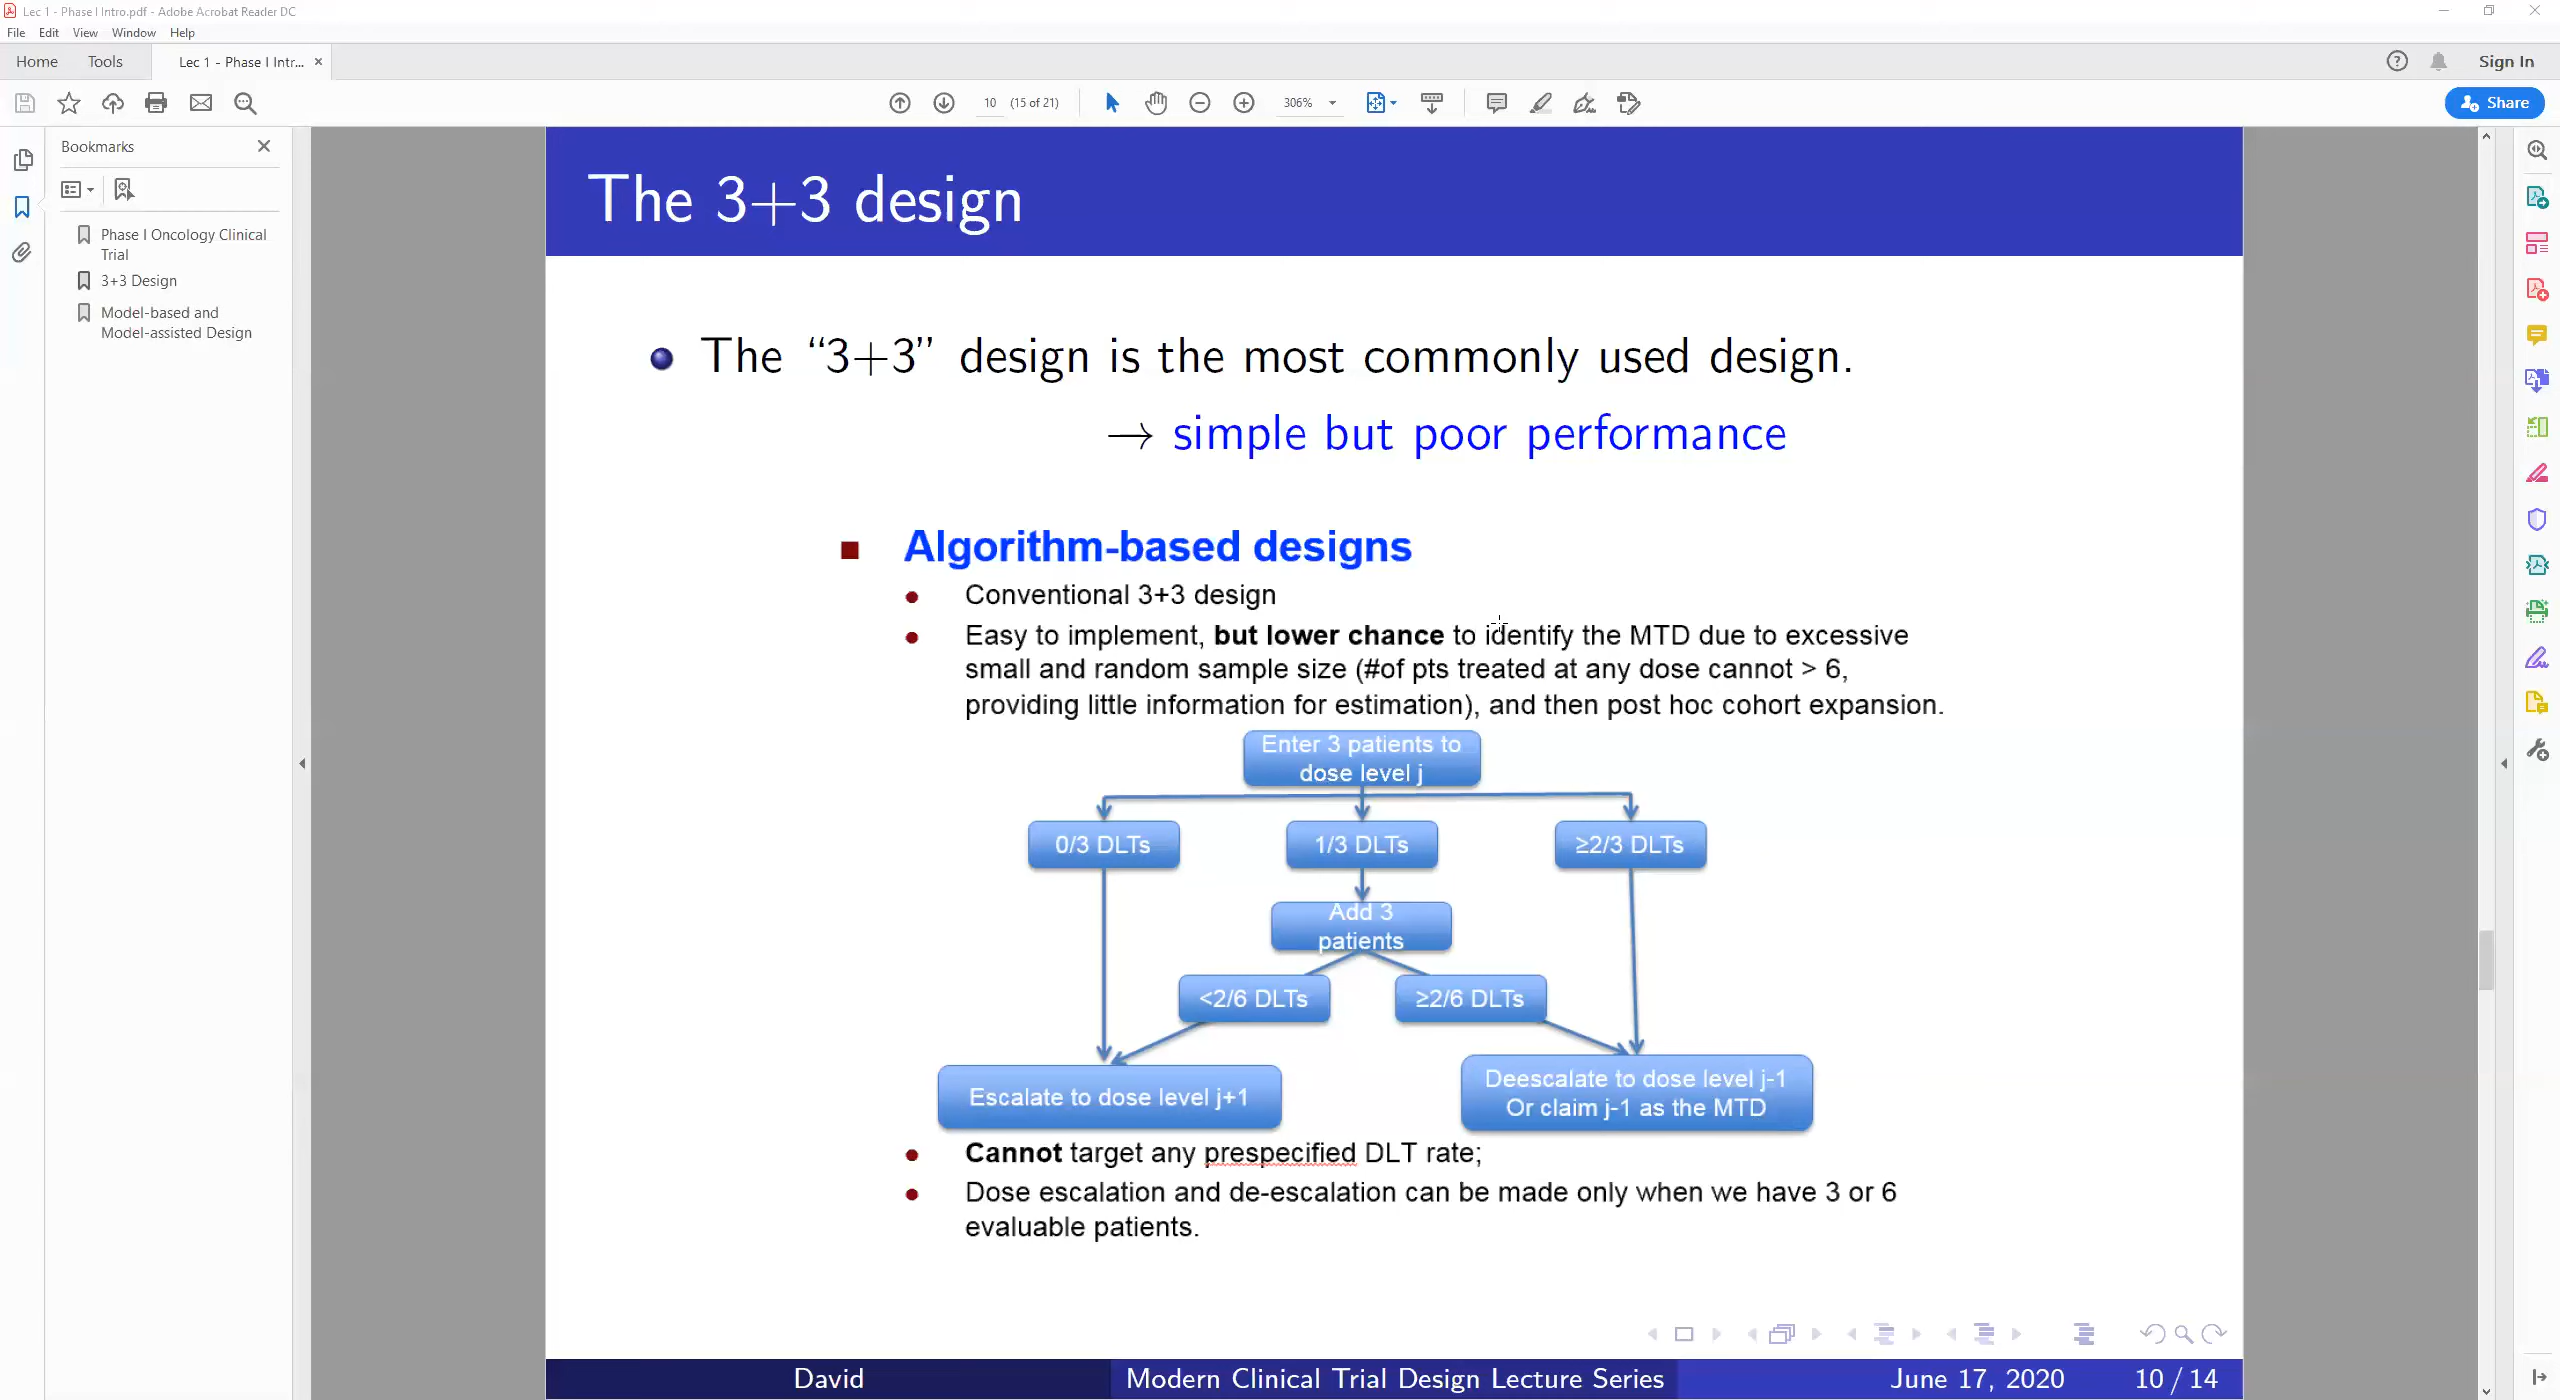 Lec 1 - Phase I Intro.pdf - Adobe Acrobat Reader DC
File Edit View Window Help
Home Tools Lec 1 - Phase I Intr... × Sign In
10 (15 of 21) 306% Share
Bookmarks
Phase I Oncology Clinical
Trial
3+3 Design
Model-based and
Model-assisted Design
The 3+3 design
The “3+3” design is the most commonly used design.
→ simple but poor performance
Algorithm-based designs
Conventional 3+3 design
Easy to implement, but lower chance to identify the MTD due to excessive
small and random sample size (#of pts treated at any dose cannot > 6,
providing little information for estimation), and then post hoc cohort expansion.
Enter 3 patients to
dose level j
0/3 DLTs 1/3 DLTs ≥2/3 DLTs
Add 3
patients
<2/6 DLTs ≥2/6 DLTs
Escalate to dose level j+1
Deescalate to dose level j-1
Or claim j-1 as the MTD
Cannot target any prespecified DLT rate;
Dose escalation and de-escalation can be made only when we have 3 or 6
evaluable patients.
David Modern Clinical Trial Design Lecture Series June 17, 2020 10 / 14